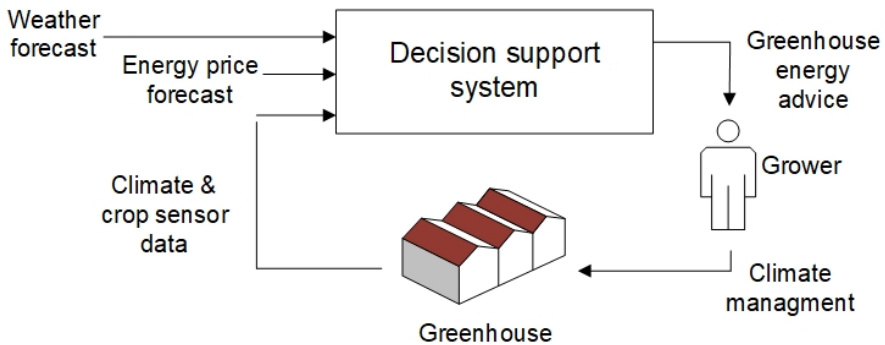 Weather
forecast
Energy price
forecast
Decision support
system
Greenhouse
energy
advice
Grower
Climate &
crop sensor
data
Climate
managment
Greenhouse